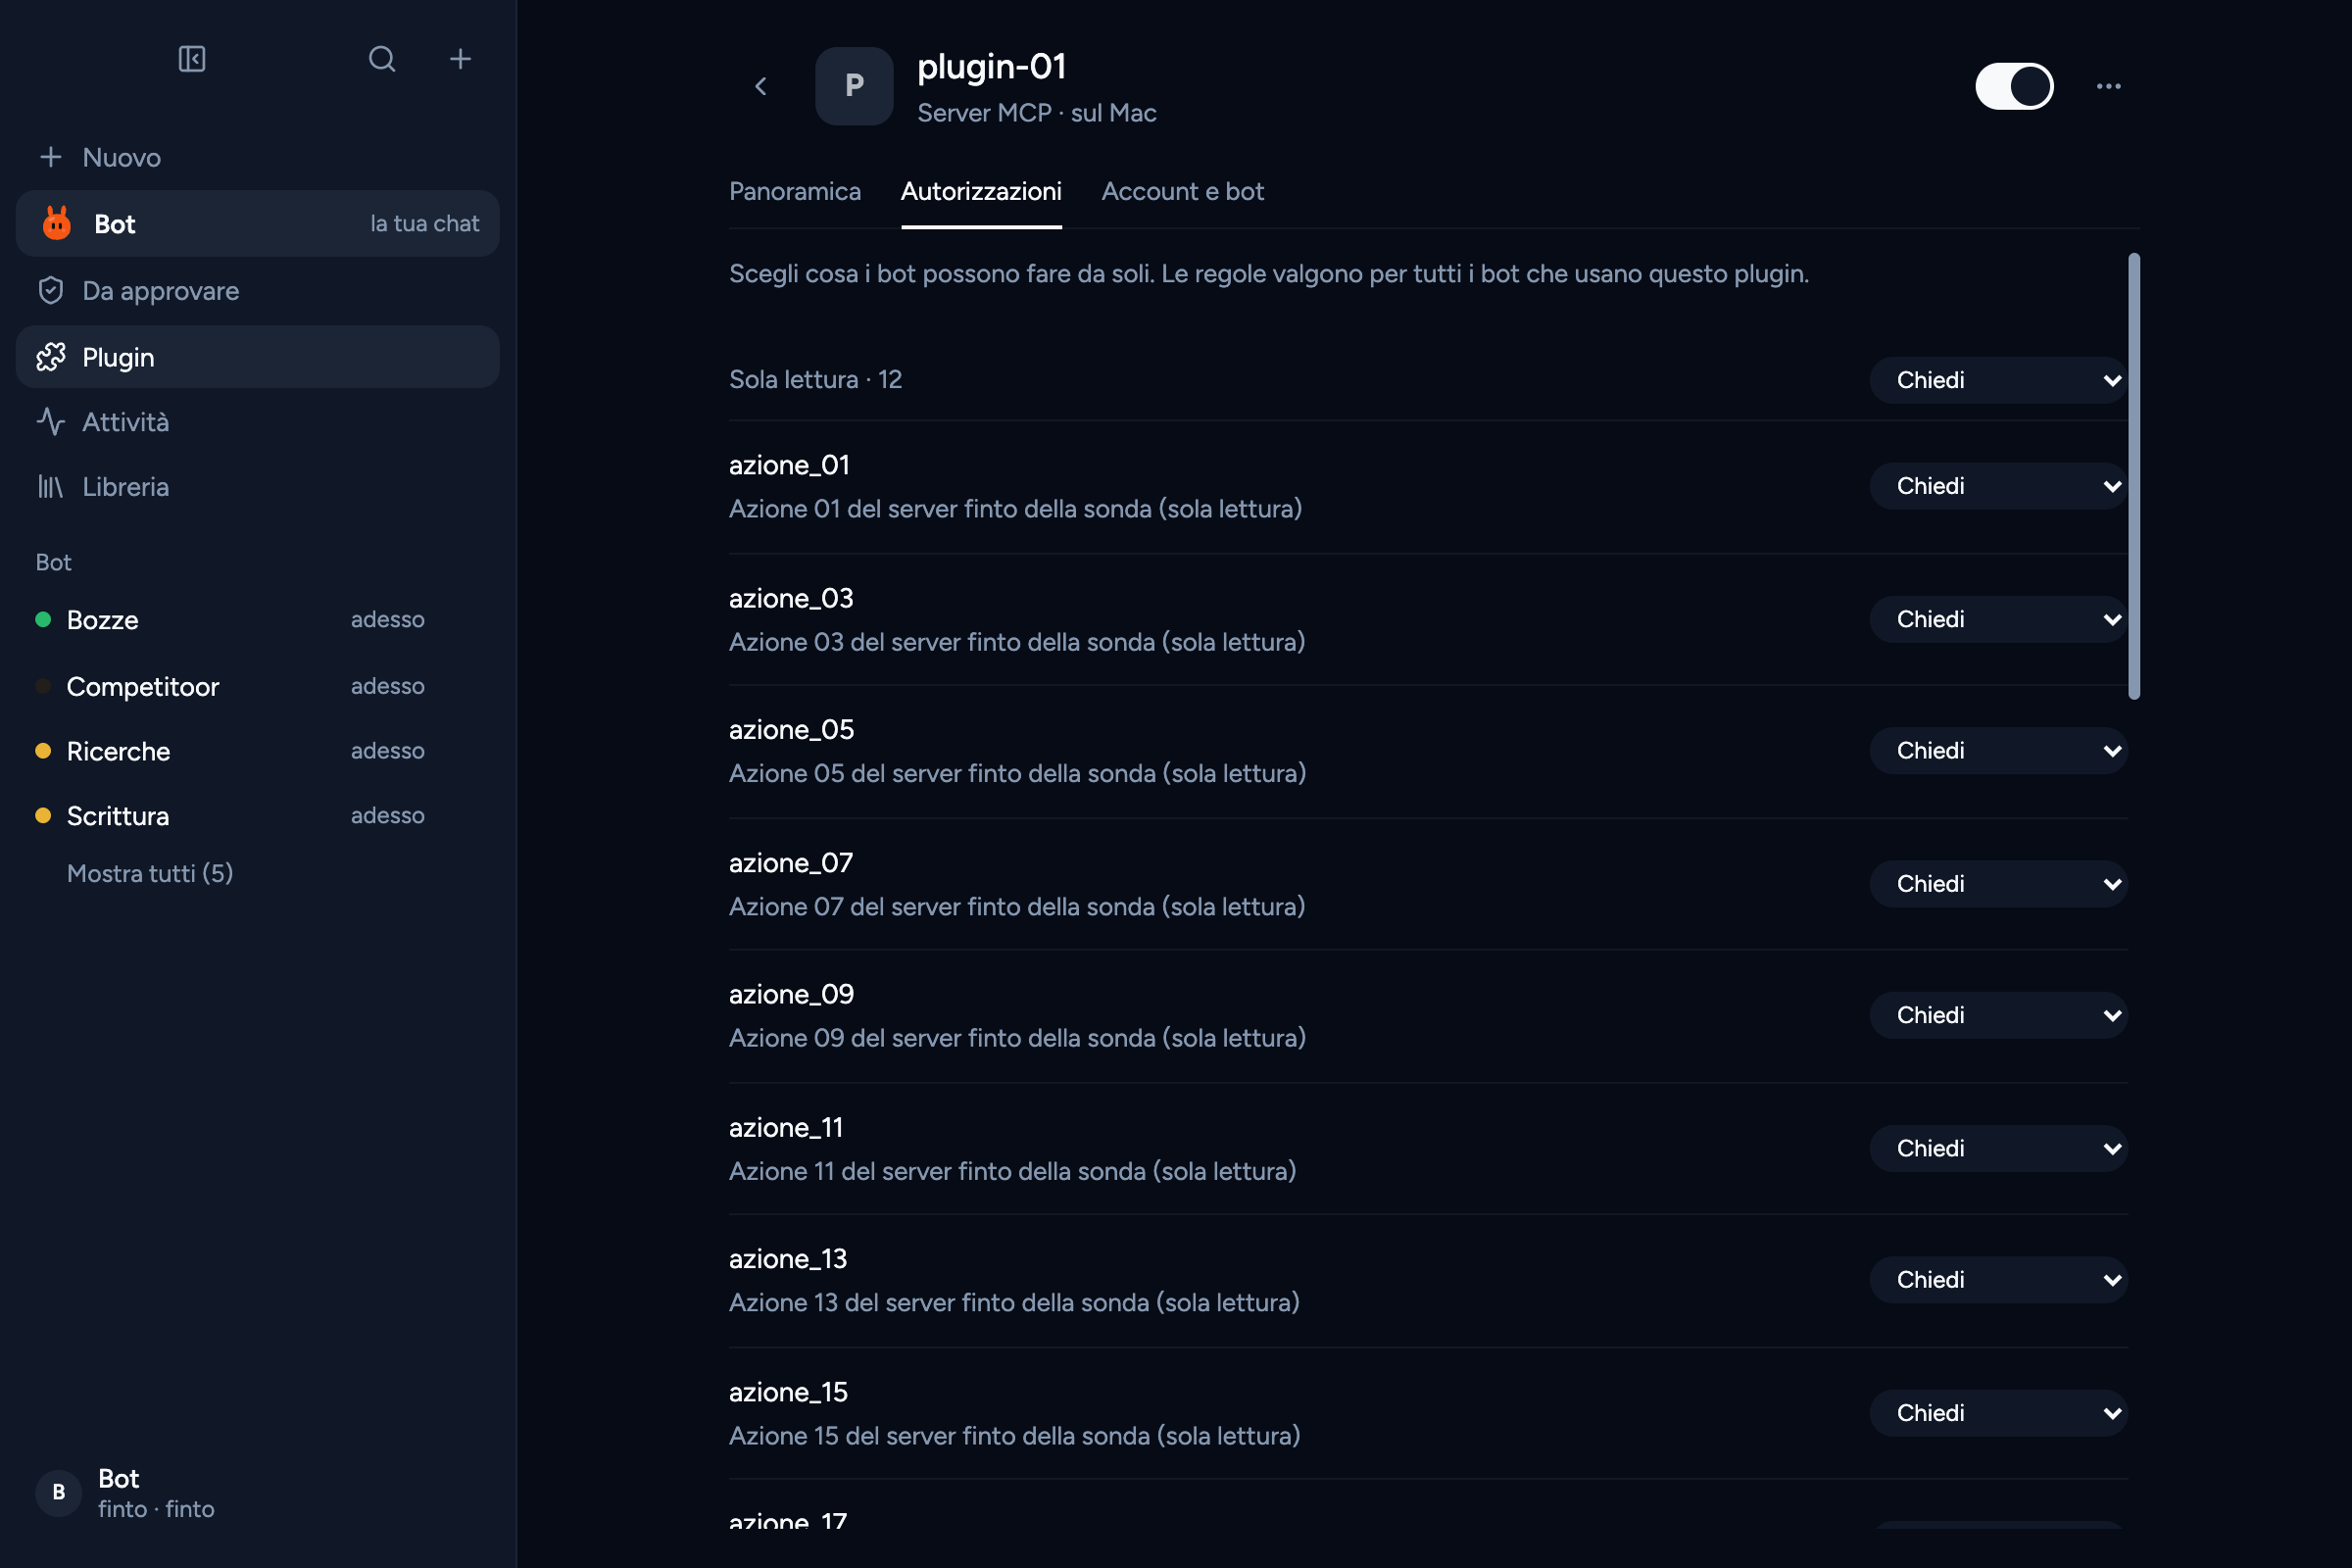 Nuovo
Bot la tua chat
Da approvare
Plugin
Attività
Libreria
Bot
Bozze adesso
Competitoor adesso
Ricerche adesso
Scrittura adesso
Mostra tutti (5)
B
Bot
finto · finto
P
plugin-01
Server MCP · sul Mac
Panoramica Autorizzazioni Account e bot
Scegli cosa i bot possono fare da soli. Le regole valgono per tutti i bot che usano questo plugin.
Sola lettura · 12 Chiedi
azione_01
Azione 01 del server finto della sonda (sola lettura)
Chiedi
azione_03
Azione 03 del server finto della sonda (sola lettura)
Chiedi
azione_05
Azione 05 del server finto della sonda (sola lettura)
Chiedi
azione_07
Azione 07 del server finto della sonda (sola lettura)
Chiedi
azione_09
Azione 09 del server finto della sonda (sola lettura)
Chiedi
azione_11
Azione 11 del server finto della sonda (sola lettura)
Chiedi
azione_13
Azione 13 del server finto della sonda (sola lettura)
Chiedi
azione_15
Azione 15 del server finto della sonda (sola lettura)
Chiedi
azione_17